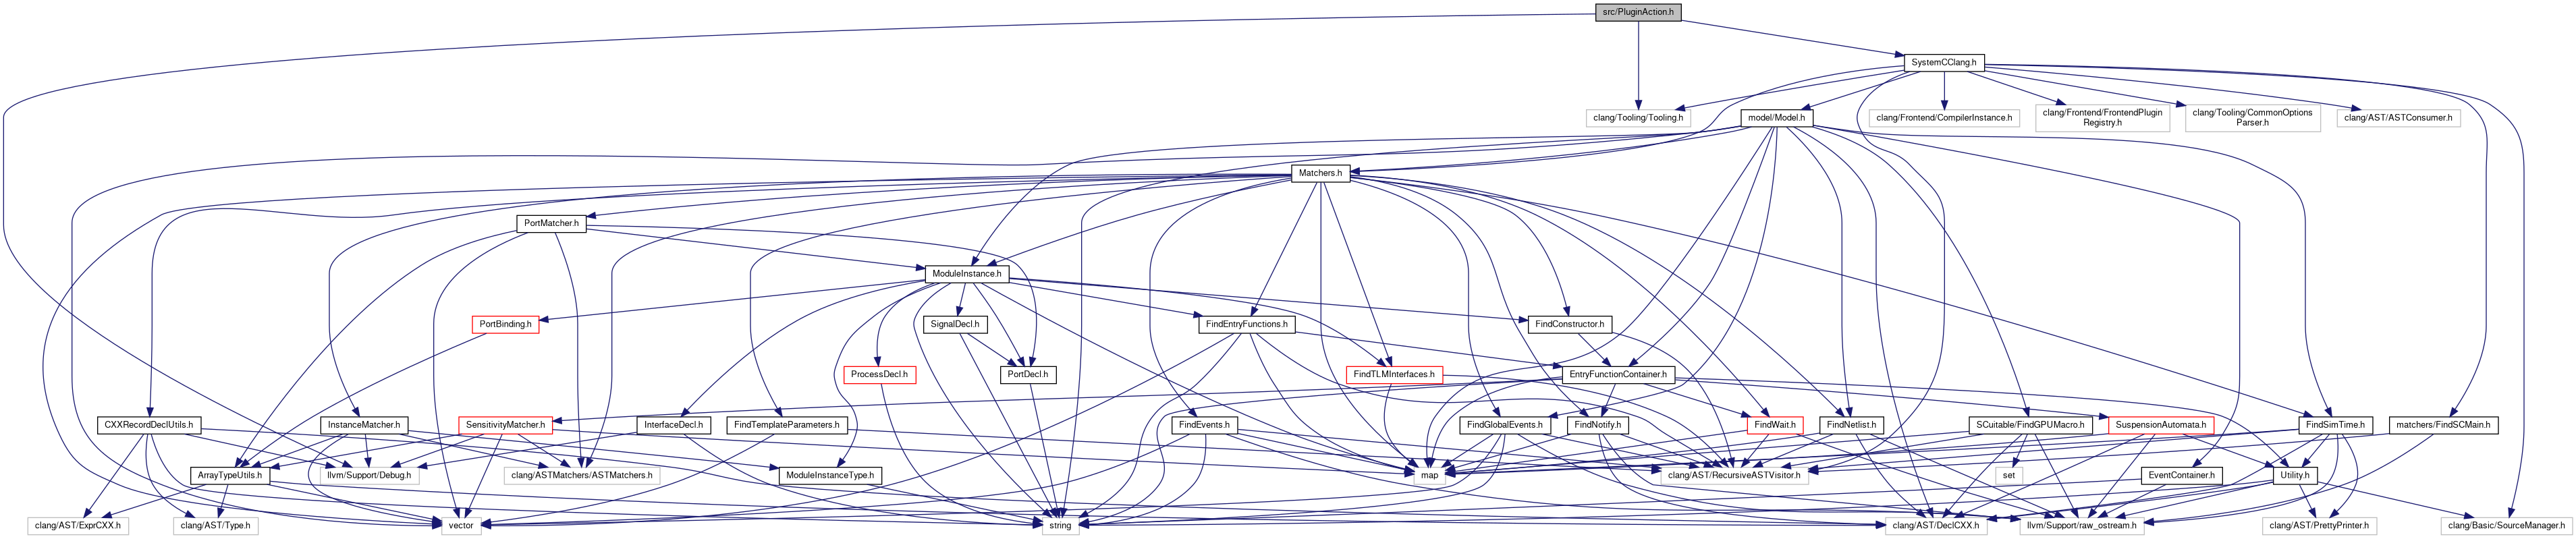 src/PluginAction.h
SystemCClang.h
clang/Tooling/Tooling.h
model/Model.h
clang/Frontend/CompilerInstance.h
clang/Frontend/FrontendPlugin
Registry.h
clang/Tooling/CommonOptions
Parser.h
clang/AST/ASTConsumer.h
Matchers.h
PortMatcher.h
ModuleInstance.h
PortBinding.h
SignalDecl.h
FindEntryFunctions.h
FindConstructor.h
ProcessDecl.h
PortDecl.h
FindTLMInterfaces.h
EntryFunctionContainer.h
CXXRecordDeclUtils.h
InstanceMatcher.h
SensitivityMatcher.h
InterfaceDecl.h
FindTemplateParameters.h
FindEvents.h
FindGlobalEvents.h
FindNotify.h
FindWait.h
FindNetlist.h
SCuitable/FindGPUMacro.h
SuspensionAutomata.h
FindSimTime.h
matchers/FindSCMain.h
ArrayTypeUtils.h
llvm/Support/Debug.h
clang/ASTMatchers/ASTMatchers.h
ModuleInstanceType.h
map
clang/AST/RecursiveASTVisitor.h
set
EventContainer.h
Utility.h
clang/AST/ExprCXX.h
clang/AST/Type.h
vector
string
clang/AST/DeclCXX.h
llvm/Support/raw_ostream.h
clang/AST/PrettyPrinter.h
clang/Basic/SourceManager.h